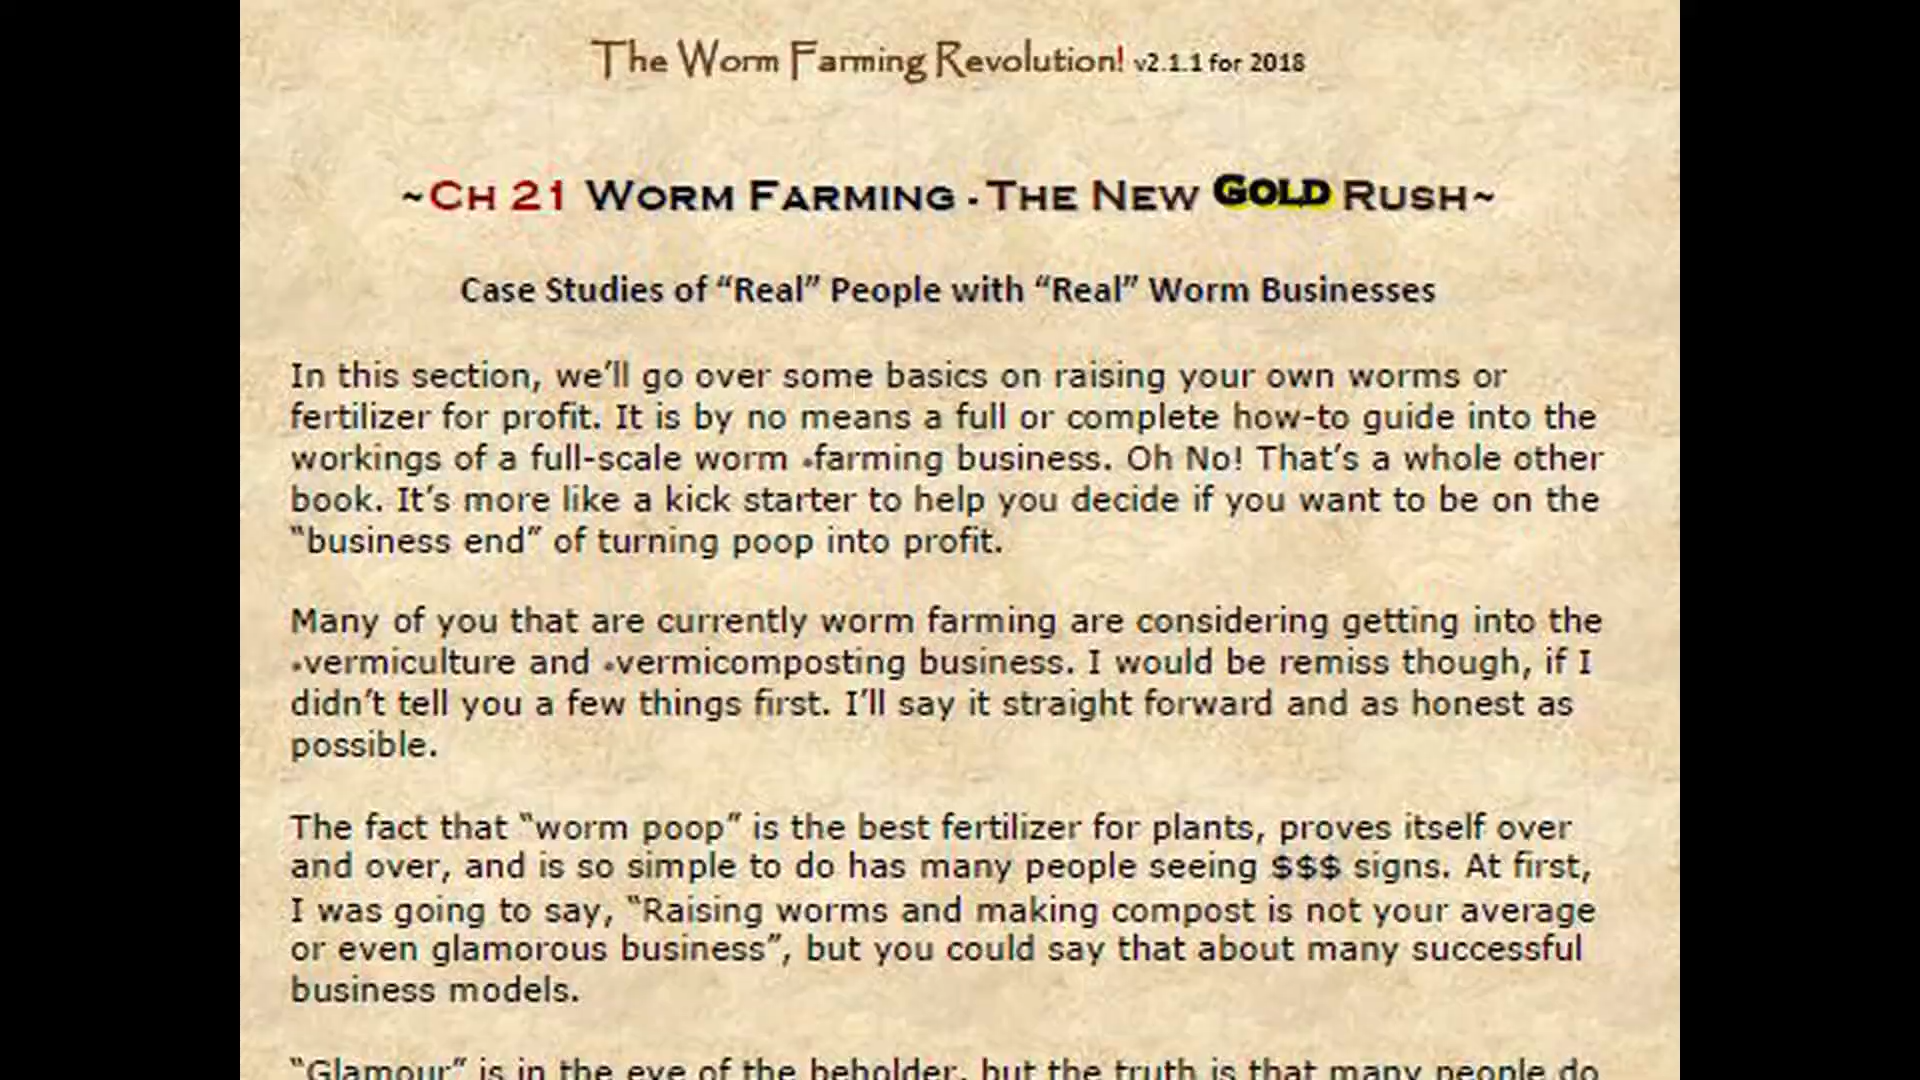 The Worm Farming Revolution! v2.1.1 for 2018
~Ch 21 Worm Farming - The New Gold Rush~
Case Studies of “Real” People with “Real” Worm Businesses
In this section, we’ll go over some basics on raising your own worms or
fertilizer for profit. It is by no means a full or complete how-to guide into the
workings of a full-scale worm •farming business. Oh No! That’s a whole other
book. It’s more like a kick starter to help you decide if you want to be on the
“business end” of turning poop into profit.
Many of you that are currently worm farming are considering getting into the
•vermiculture and •vermicomposting business. I would be remiss though, if I
didn’t tell you a few things first. I’ll say it straight forward and as honest as
possible.
The fact that “worm poop” is the best fertilizer for plants, proves itself over
and over, and is so simple to do has many people seeing $$$ signs. At first,
I was going to say, “Raising worms and making compost is not your average
or even glamorous business”, but you could say that about many successful
business models.
“Glamour” is in the eye of the beholder, but the truth is that many people do